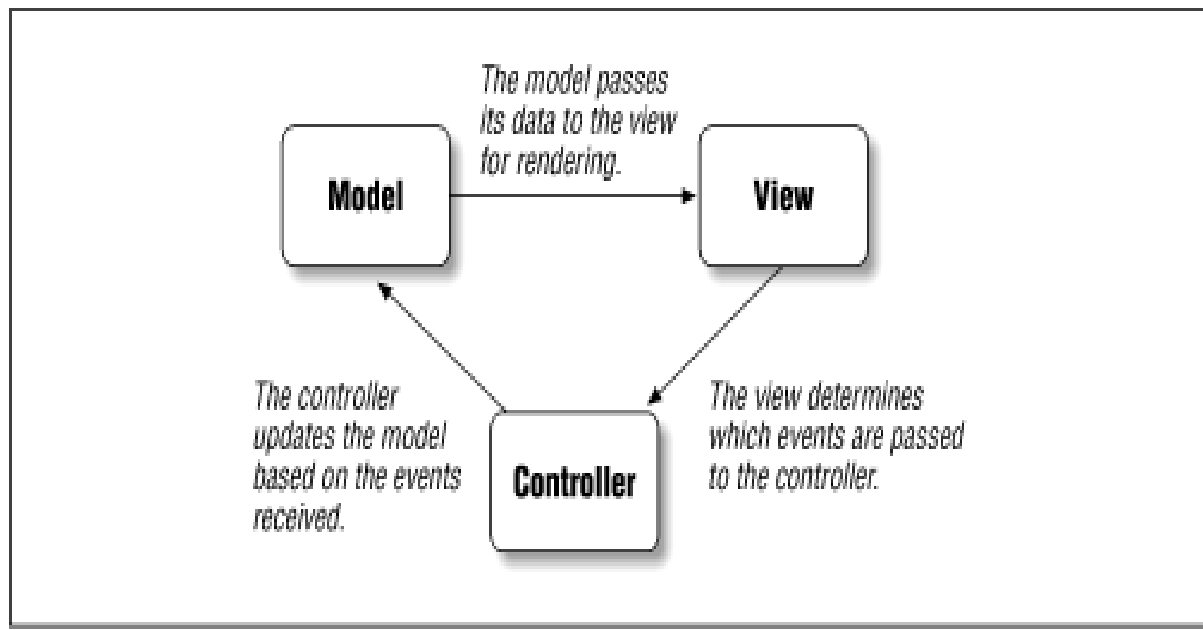 The model passes
its data to the view
for rendering.
Model
View
The controller
updates the model
based on the events
received.
Controller
The view determines
which events are passed
to the controller.